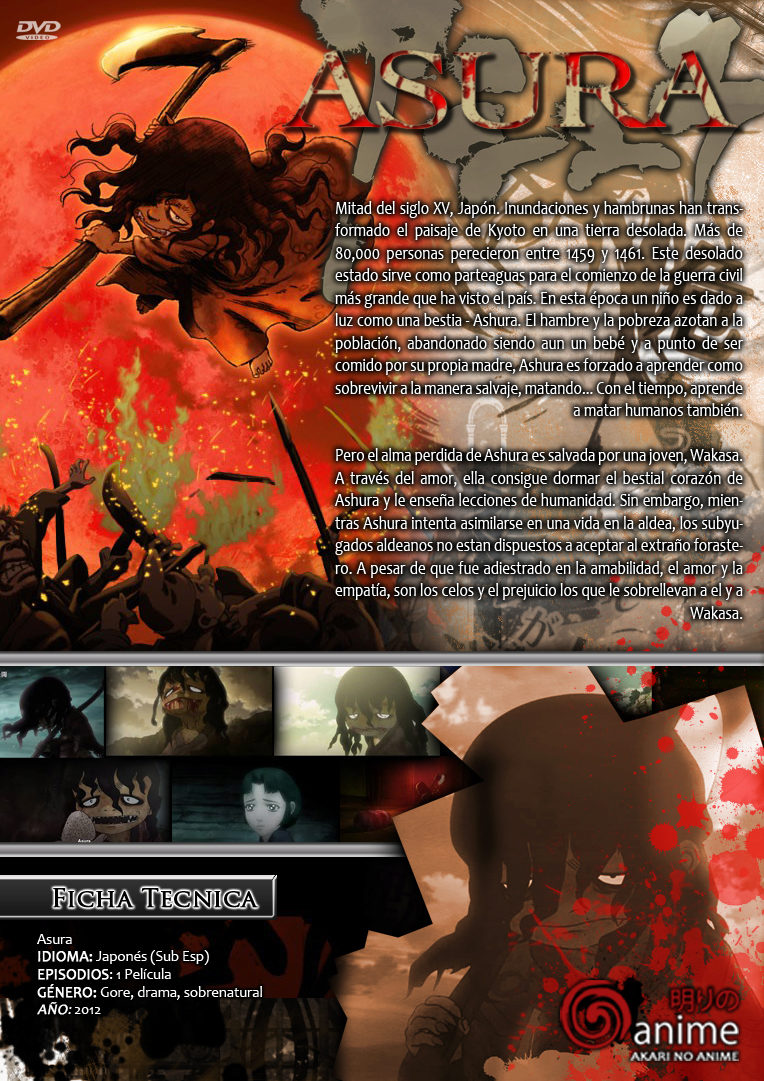 DVD
VIDEO
ASURA
Mitad del siglo XV, Japón. Inundaciones y hambrunas han trans-
formado el paisaje de Kyoto en una tierra desolada. Más de
80,000 personas perecieron entre 1459 y 1461. Este desolado
estado sirve como parteaguas para el comienzo de la guerra civil
más grande que ha visto el país. En esta época un niño es dado a
luz como una bestia - Ashura. El hambre y la pobreza azotan a la
población, abandonado siendo aun un bebé y a punto de ser
comido por su propia madre, Ashura es forzado a aprender como
sobrevivir a la manera salvaje, matando... Con el tiempo, aprende
a matar humanos también.
Pero el alma perdida de Ashura es salvada por una joven, Wakasa.
A través del amor, ella consigue dormar el bestial corazón de
Ashura y le enseña lecciones de humanidad. Sin embargo, mien-
tras Ashura intenta asimilarse en una vida en la aldea, los subyu-
gados aldeanos no estan dispuestos a aceptar al extraño foraste-
ro. A pesar de que fue adiestrado en la amabilidad, el amor y la
empatía, son los celos y el prejuicio los que le sobrellevan a el y a
Wakasa.
Asura
FICHA TECNICA
Asura
IDIOMA: Japonés (Sub Esp)
EPISODIOS: 1 Película
GÉNERO: Gore, drama, sobrenatural
AÑO: 2012
明りの
anime
AKARI NO ANIME